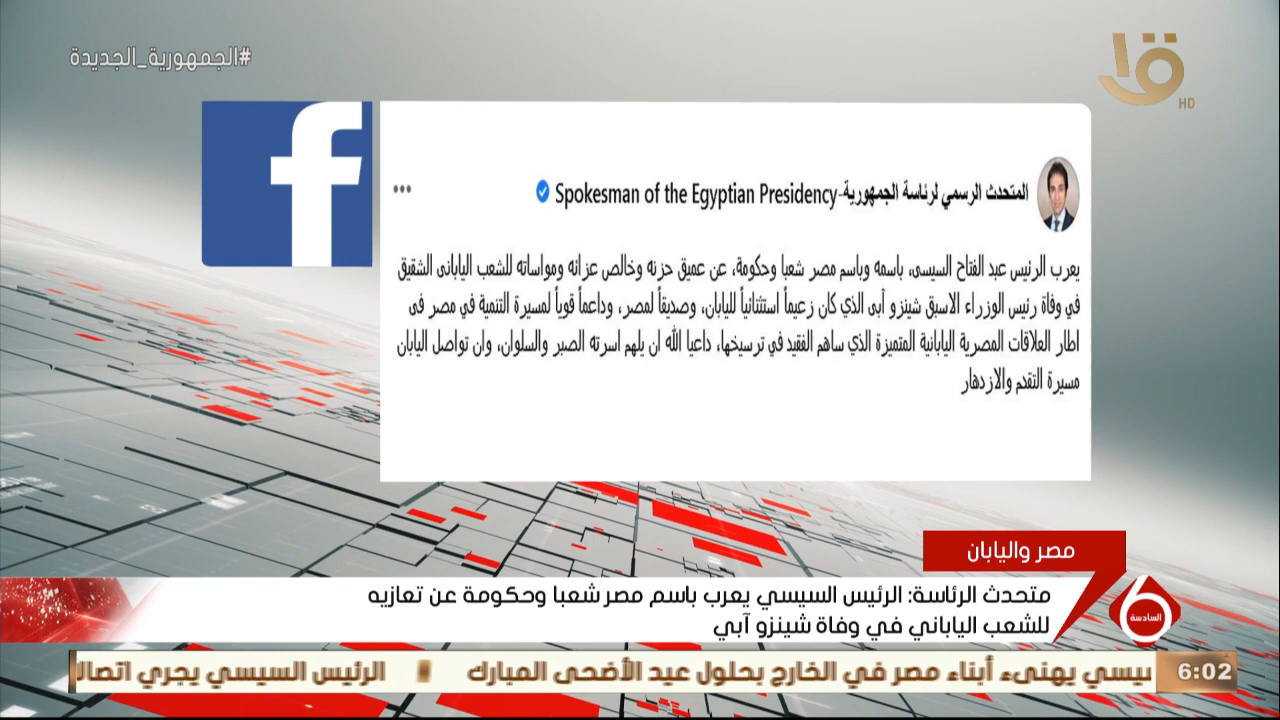 #الجمهورية_الجديدة
HD
المتحدث الرسمي لرئاسة الجمهورية-Spokesman of the Egyptian Presidency
يعرب الرئيس عبد الفتاح السيسى، باسمه وباسم مصر شعبا وحكومة، عن عميق حزنه وخالص عزائه ومواساته للشعب اليابانى الشقيق
في وفاة رئيس الوزراء الاسبق شينزو آبى الذي كان زعيماً استثنائياً لليابان، وصديقاً لمصر، وداعماً قوياً لمسيرة التنمية في مصر فى
اطار العلاقات المصرية اليابانية المتميزة الذي ساهم الفقيد في ترسيخها، داعيا الله ان يلهم اسرته الصبر والسلوان، وان تواصل اليابان
مسيرة التقدم والازدهار
مصر واليابان
متحدث الرئاسة: الرئيس السيسي يعرب باسم مصر شعبا وحكومة عن تعازيه
للشعب الياباني في وفاة شينزو آبي
السادسة
6:02 يسي يهنىء أبناء مصر في الخارج بحلول عيد الأضحى المبارك الرئيس السيسي يجري اتصال